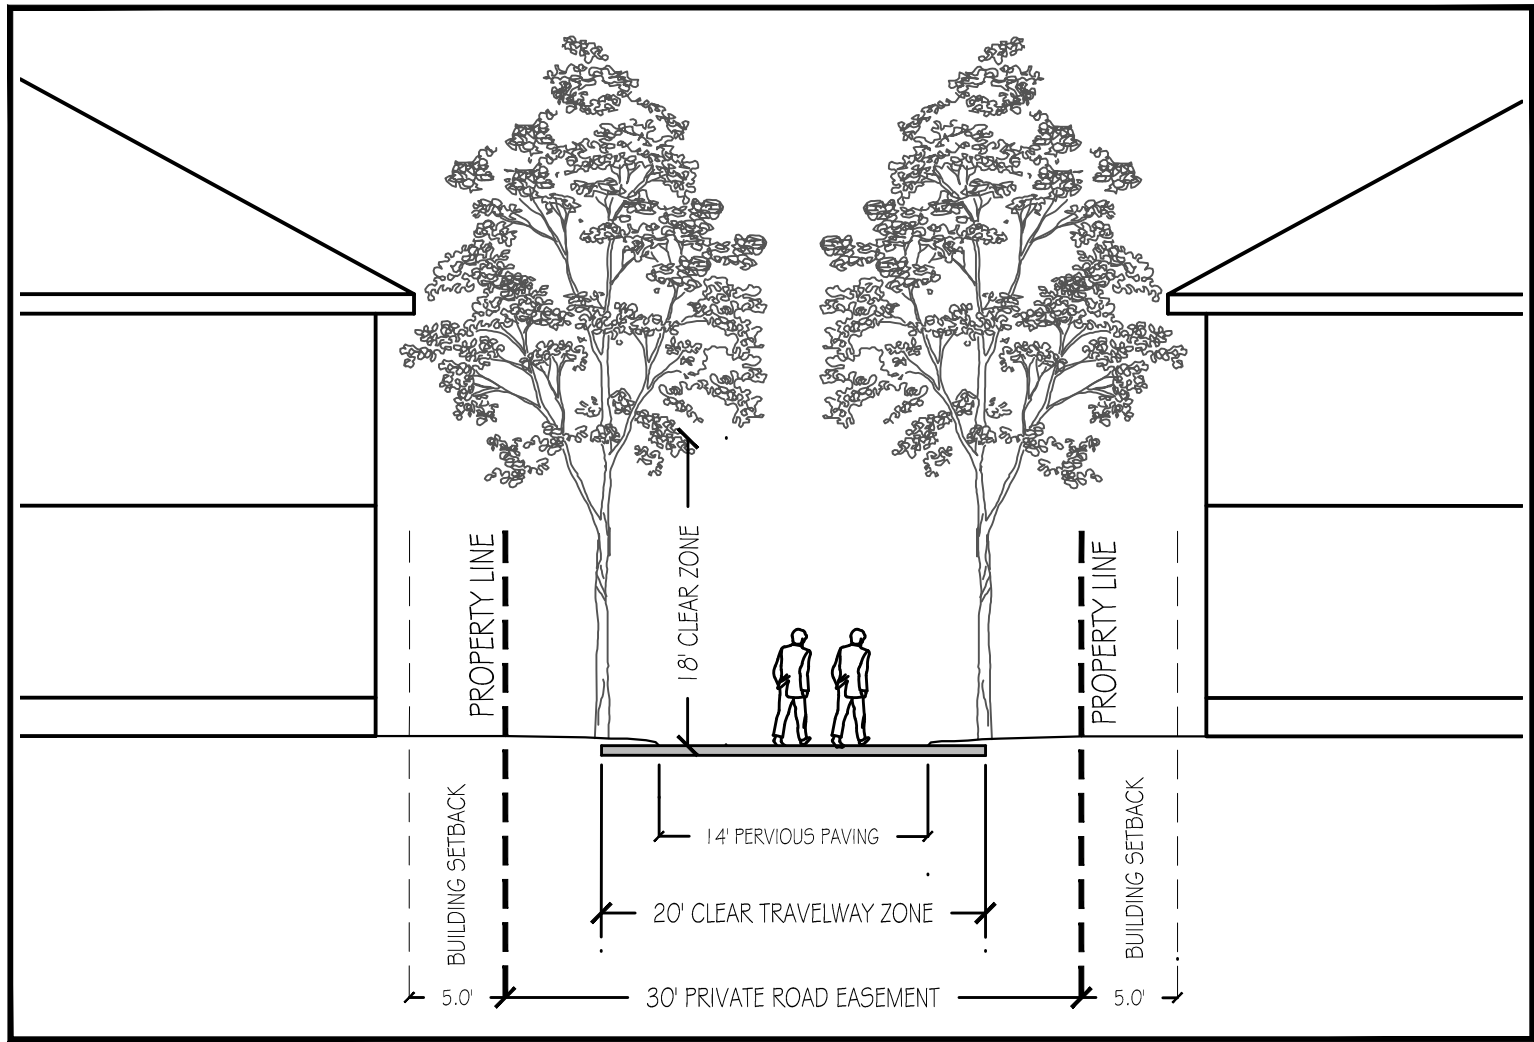 PROPERTY LINE
18' CLEAR ZONE
PROPERTY LINE
BUILDING SETBACK
14' PERVIOUS PAVING
BUILDING SETBACK
20' CLEAR TRAVELWAY ZONE
5.0'
30' PRIVATE ROAD EASEMENT
5.0'